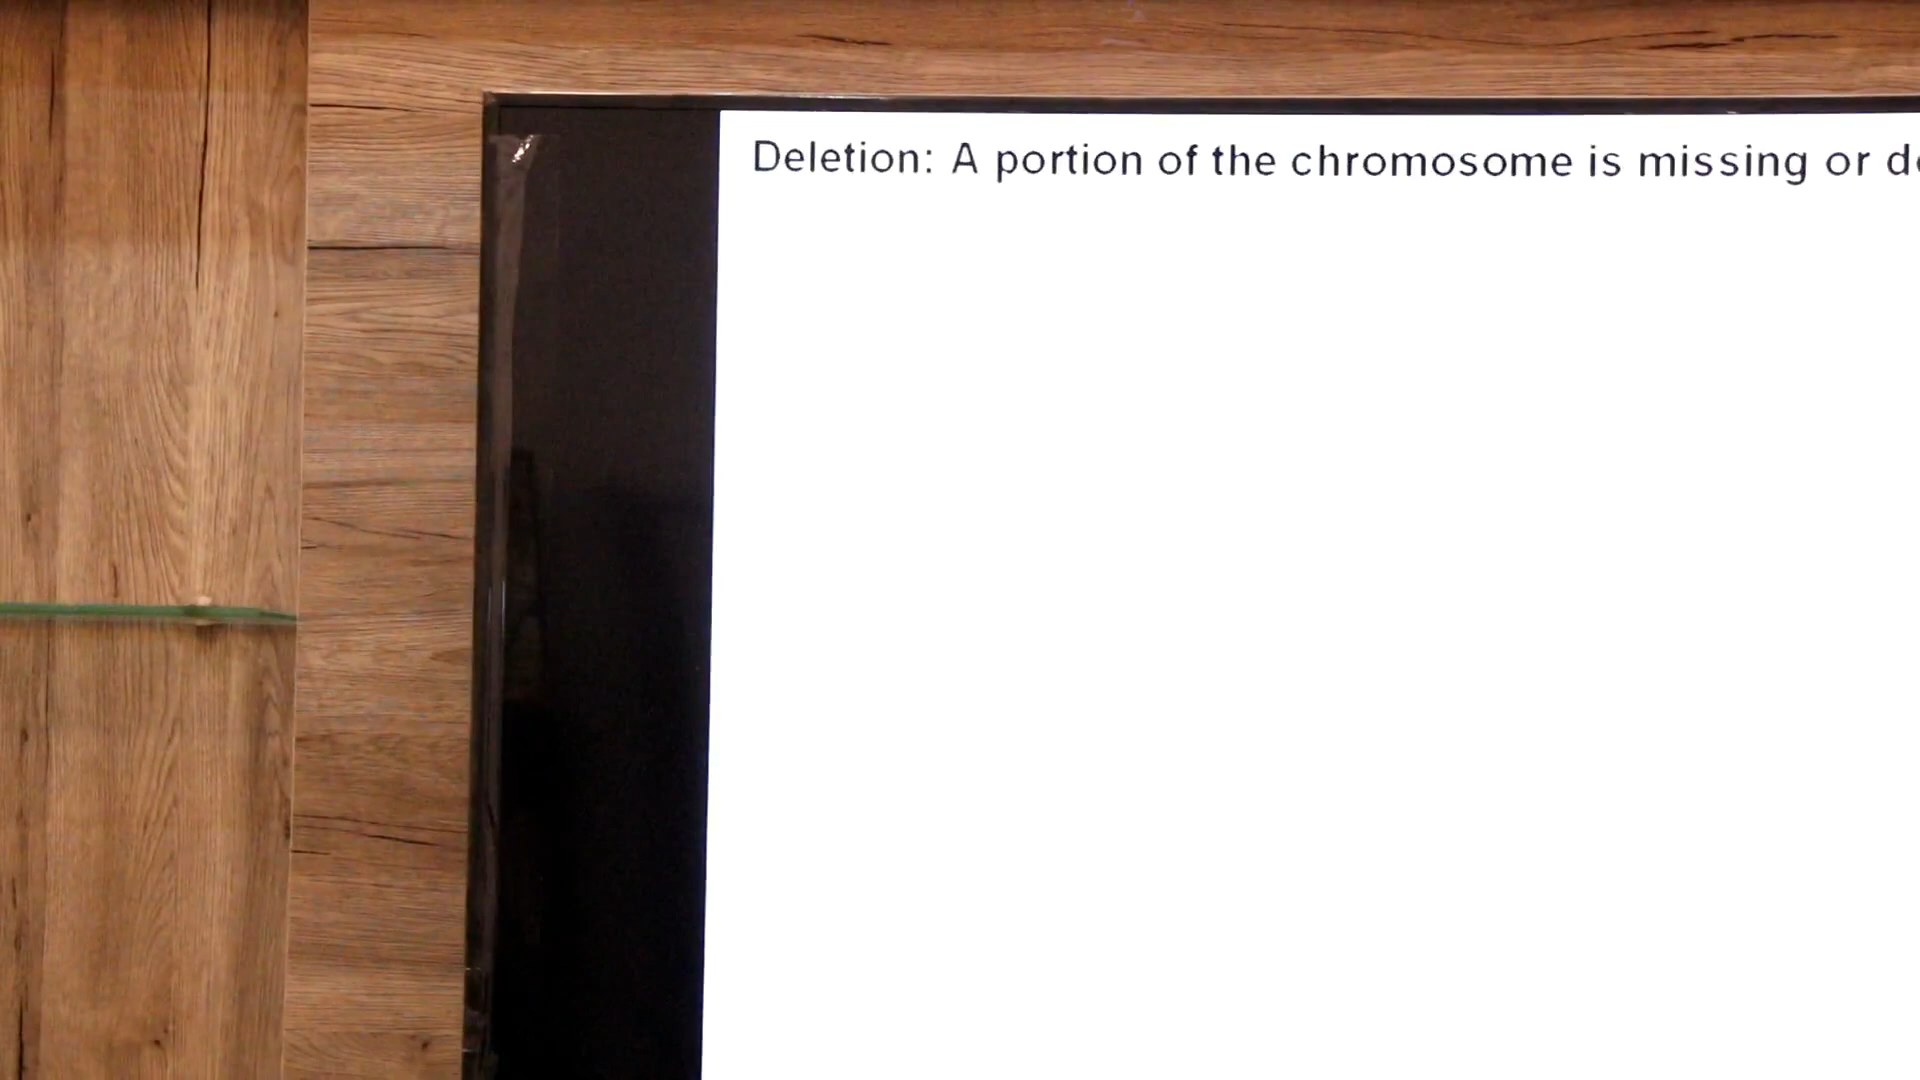 Deletion: A portion of the chromosome is missing or